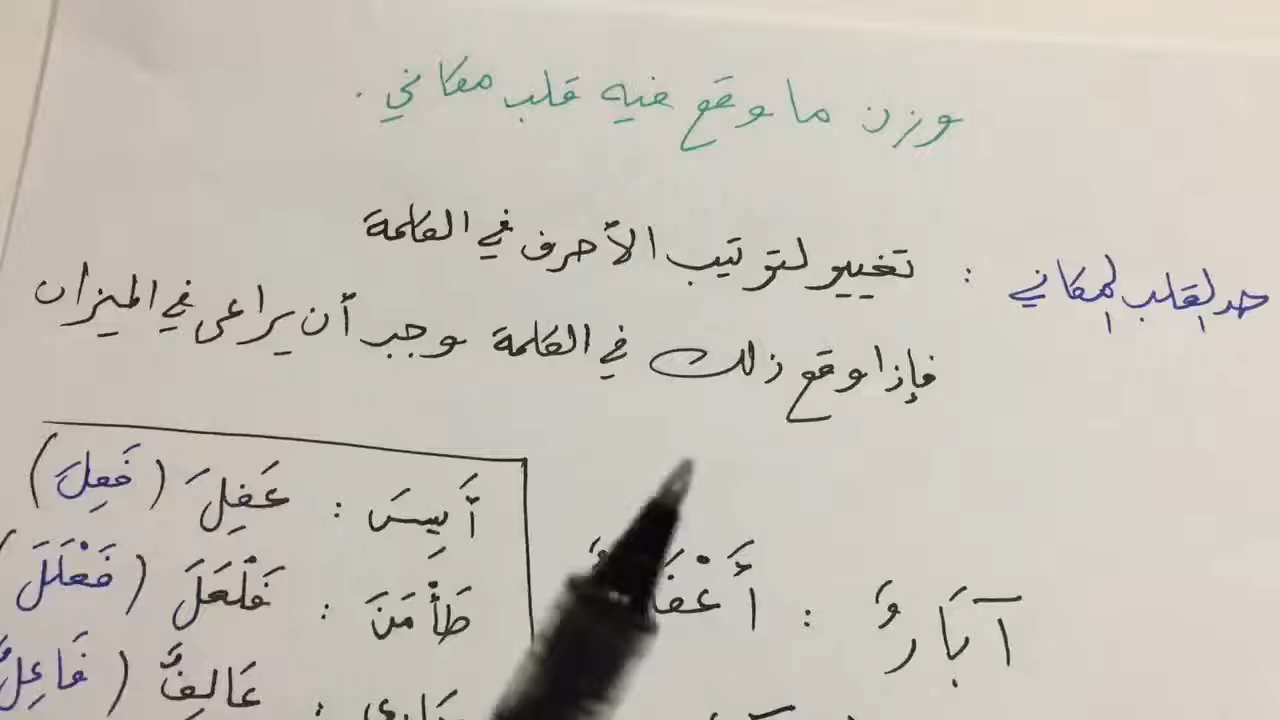 وزن ما وقع فيه قلب مكاني .
حد القلب المكاني : تغيير لترتيب الأحرف في الكلمة
فإذا وقع ذلك في الكلمة وجب أن يراعى في الميزان
آبَارٌ :
أَيِسَ : عَفِلَ (فَعِلَ)
طَأْمَنَ : فَلْعَلَ (فَعْلَلَ
عَالِفٌ (فَاعِلٌ